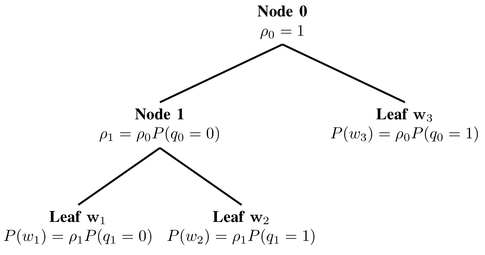 Node 0
ρ₀ = 1
Node 1
ρ₁ = ρ₀P(q₀ = 0)
Leaf w₃
P(w₃) = ρ₀P(q₀ = 1)
Leaf w₁
P(w₁) = ρ₁P(q₁ = 0)
Leaf w₂
P(w₂) = ρ₁P(q₁ = 1)